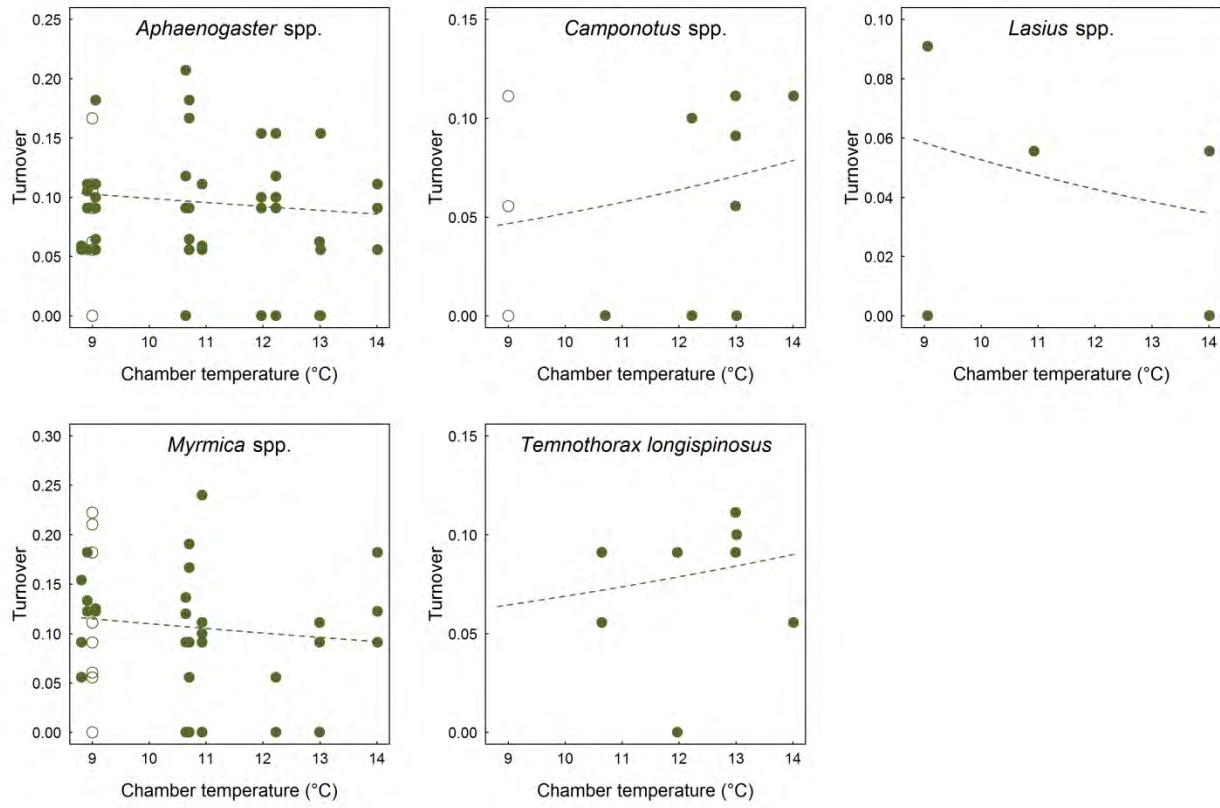 Aphaenogaster spp.
Turnover
0.25
0.20
0.15
0.10
0.05
0.00
9 10 11 12 13 14
Chamber temperature (°C)
Camponotus spp.
Turnover
0.15
0.10
0.05
0.00
9 10 11 12 13 14
Chamber temperature (°C)
Lasius spp.
Turnover
0.10
0.08
0.06
0.04
0.02
0.00
9 10 11 12 13 14
Chamber temperature (°C)
Myrmica spp.
Turnover
0.30
0.25
0.20
0.15
0.10
0.05
0.00
9 10 11 12 13 14
Chamber temperature (°C)
Temnothorax longispinosus
Turnover
0.15
0.10
0.05
0.00
9 10 11 12 13 14
Chamber temperature (°C)